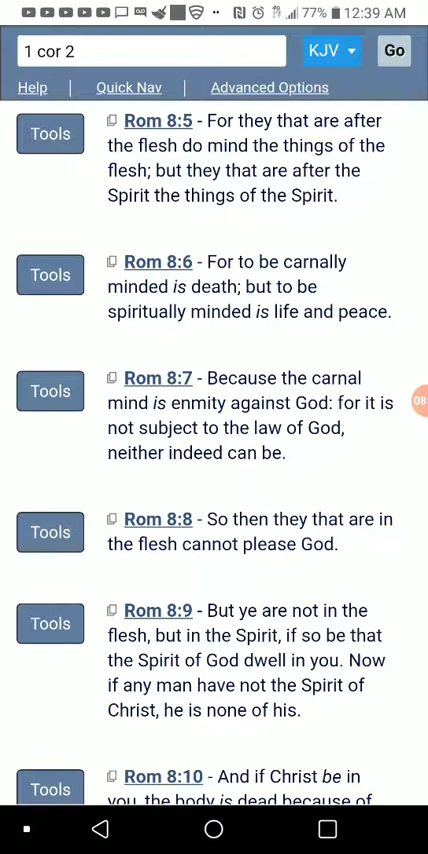 77% 12:39 AM
1 cor 2 KJV Go
Help | Quick Nav | Advanced Options
Tools Rom 8:5 - For they that are after
the flesh do mind the things of the
flesh; but they that are after the
Spirit the things of the Spirit.
Tools Rom 8:6 - For to be carnally
minded is death; but to be
spiritually minded is life and peace.
Tools Rom 8:7 - Because the carnal
mind is enmity against God: for it is
not subject to the law of God,
neither indeed can be.
08
Tools Rom 8:8 - So then they that are in
the flesh cannot please God.
Tools Rom 8:9 - But ye are not in the
flesh, but in the Spirit, if so be that
the Spirit of God dwell in you. Now
if any man have not the Spirit of
Christ, he is none of his.
Tools Rom 8:10 - And if Christ be in
you, the body is dead because of